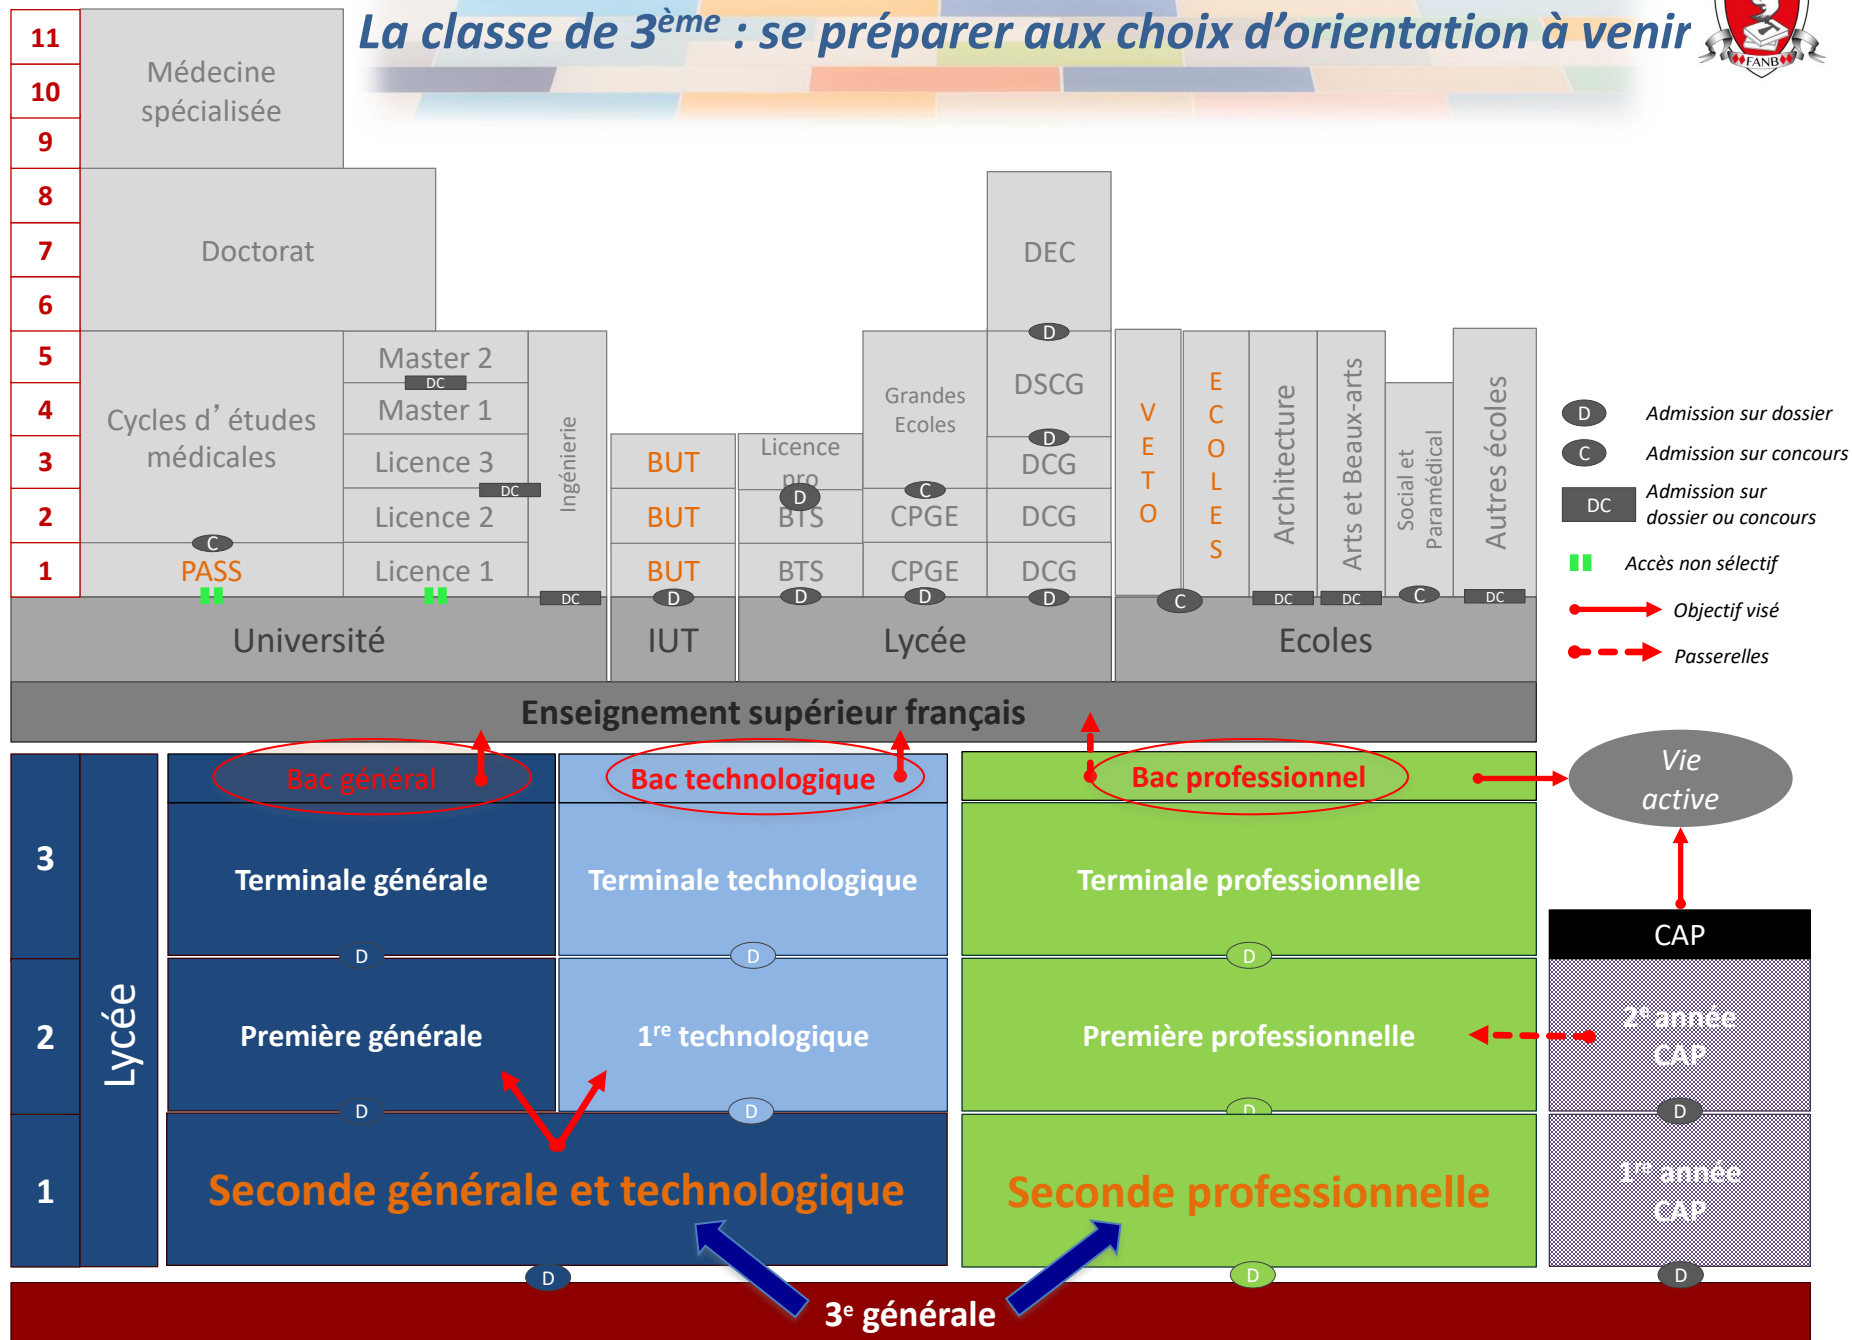 La classe de 3ème : se préparer aux choix d’orientation à venir
FANB
11
10
9
8
7
6
5
4
3
2
1
Médecine
spécialisée
Doctorat
Cycles d’ études
médicales
C
PASS
Master 2
DC
Master 1
Licence 3
DC
Licence 2
Licence 1
Ingénierie
DC
BUT
BUT
BUT
D
Licence
pro
D
BTS
BTS
D
Grandes
Ecoles
C
CPGE
CPGE
D
DEC
D
DSCG
D
DCG
DCG
DCG
D
VETO
ECOLES
C
Architecture
DC
Arts et Beaux-arts
DC
Social et
Paramédical
C
Autres écoles
DC
D Admission sur dossier
C Admission sur concours
DC Admission sur
dossier ou concours
Accès non sélectif
Objectif visé
Passerelles
Université
IUT
Lycée
Ecoles
Enseignement supérieur français
Bac général
Bac technologique
Bac professionnel
Vie
active
3
2
1
Lycée
Terminale générale
Terminale technologique
Terminale professionnelle
CAP
D
D
D
Première générale
1re technologique
Première professionnelle
2e année
CAP
D
D
D
D
Seconde générale et technologique
Seconde professionnelle
1re année
CAP
D
D
D
3e générale